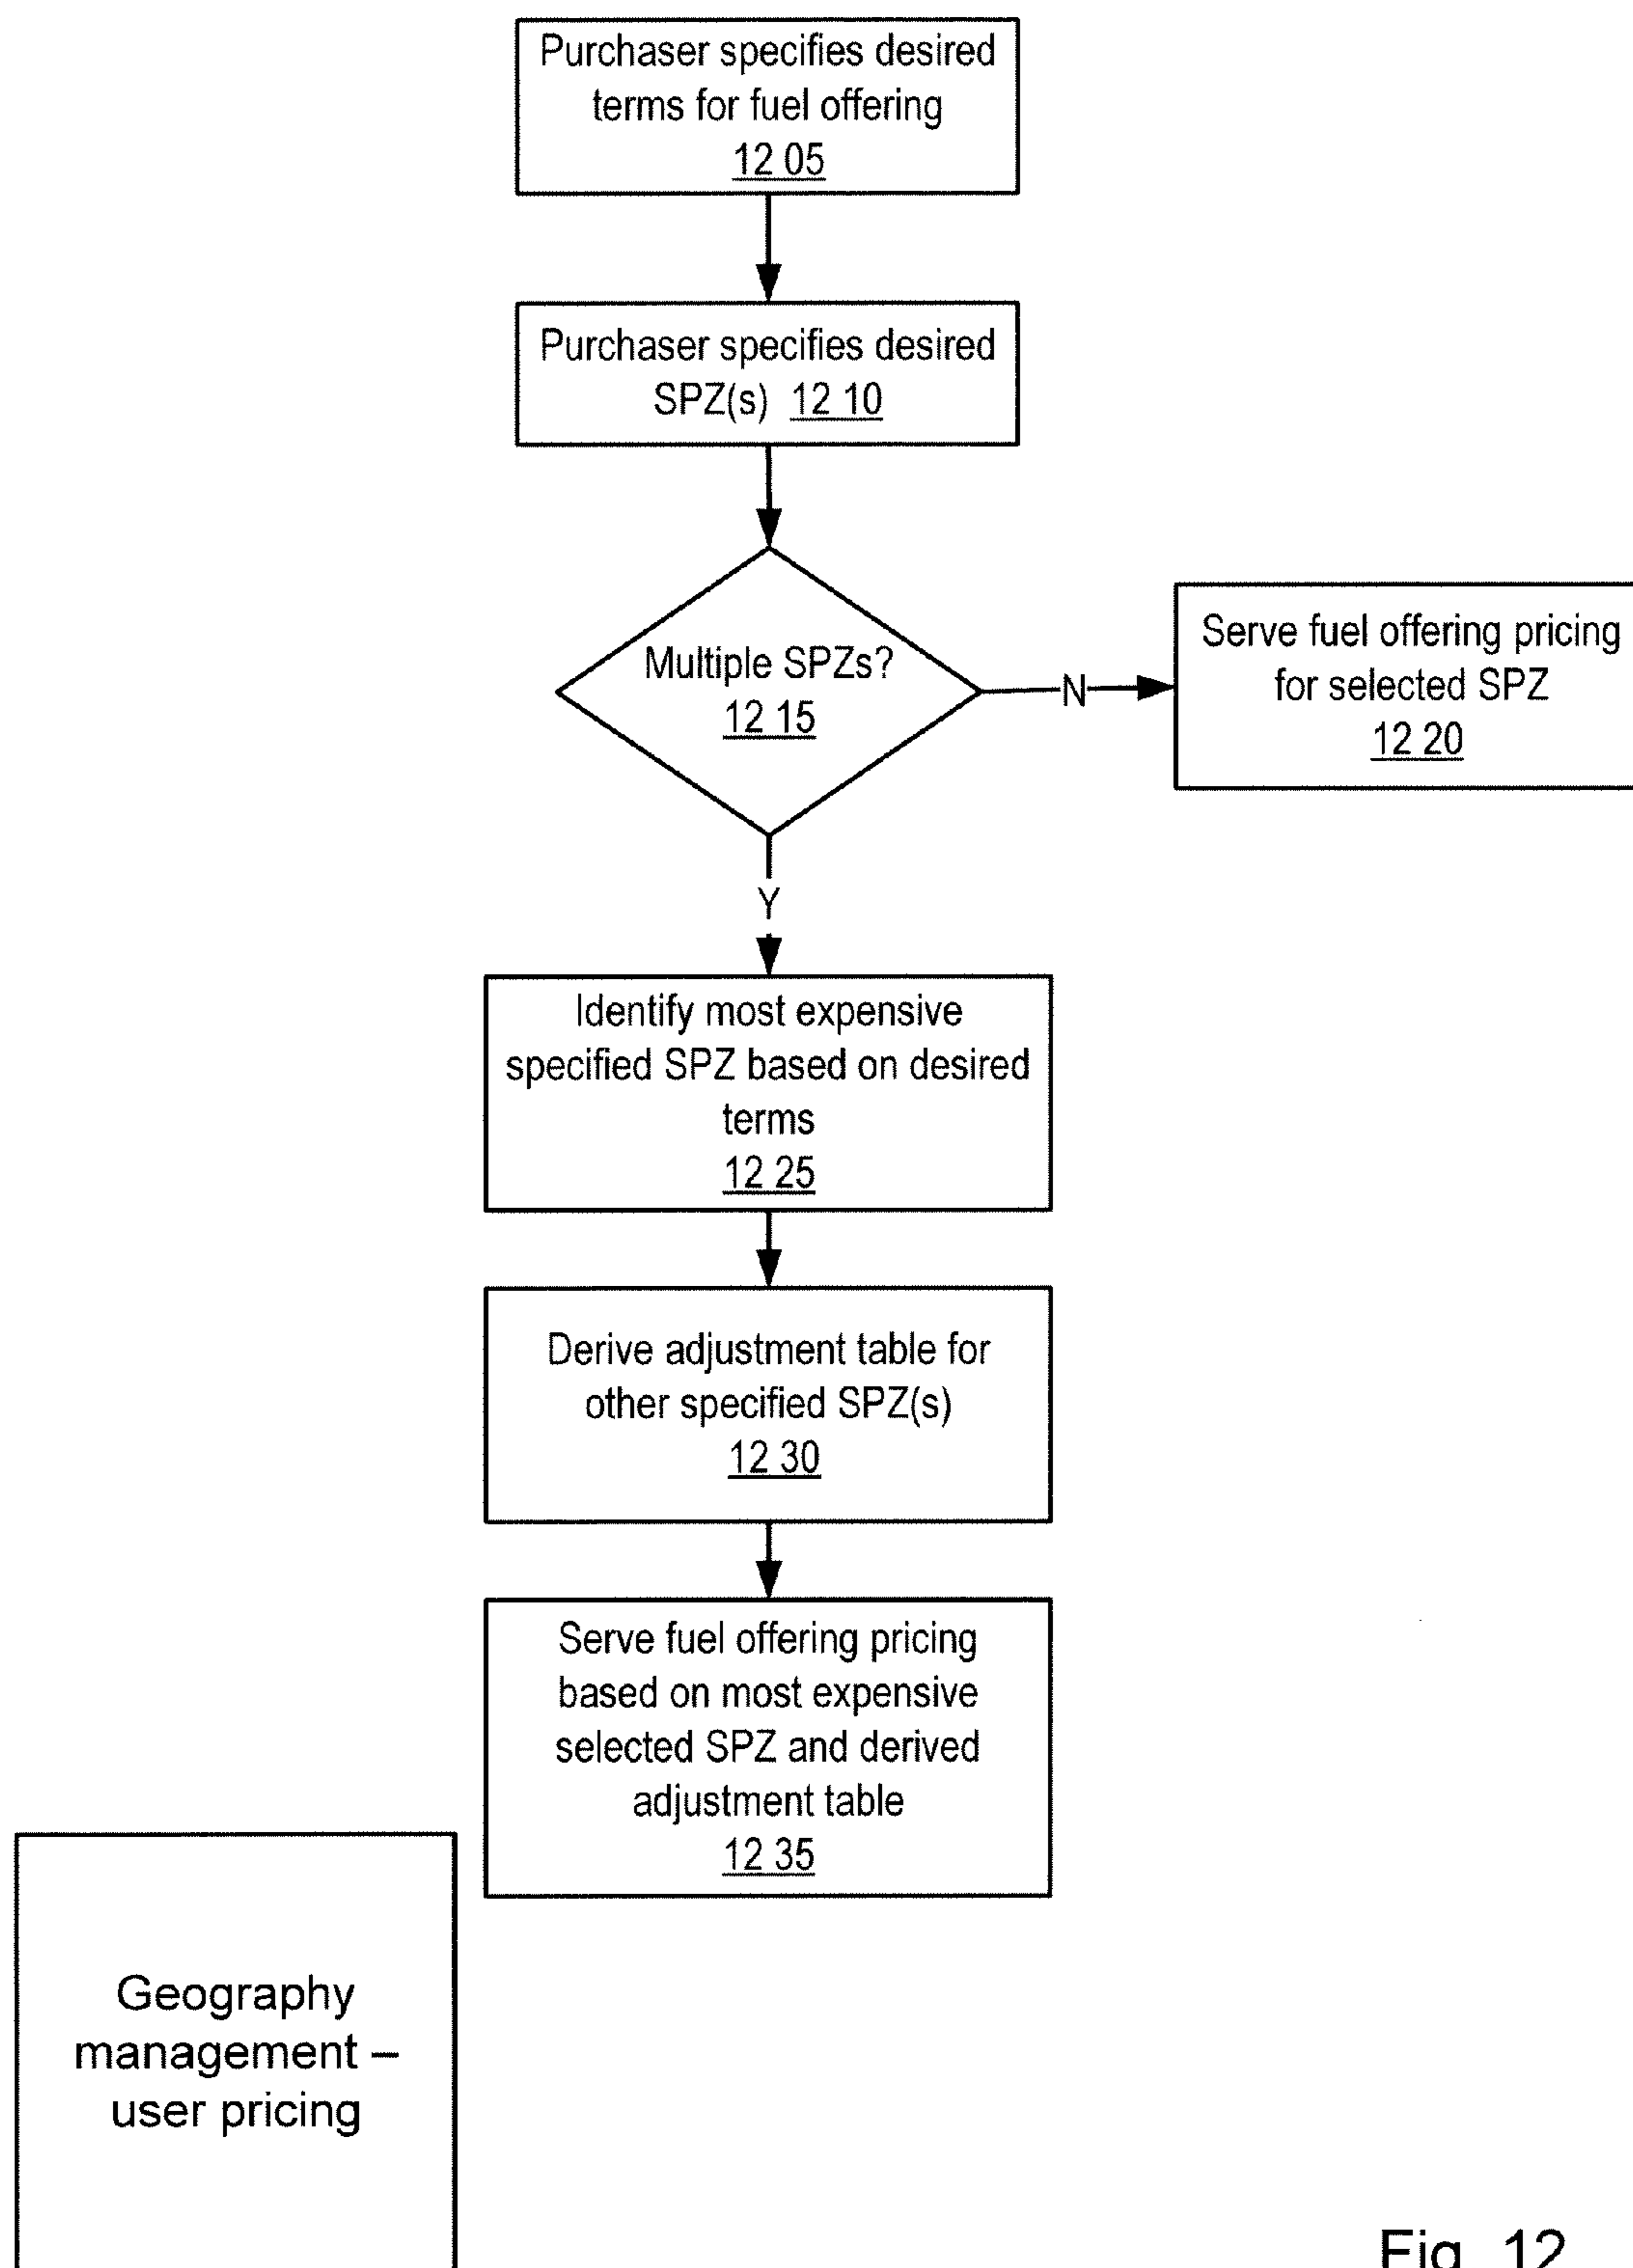 Purchaser specifies desired
terms for fuel offering
12 05
Purchaser specifies desired
SPZ(s) 12 10
Multiple SPZs?
12 15
N
Serve fuel offering pricing
for selected SPZ
12 20
Y
Identify most expensive
specified SPZ based on desired
terms
12 25
Derive adjustment table for
other specified SPZ(s)
12 30
Serve fuel offering pricing
based on most expensive
selected SPZ and derived
adjustment table
12 35
Geography
management –
user pricing
Fig. 12